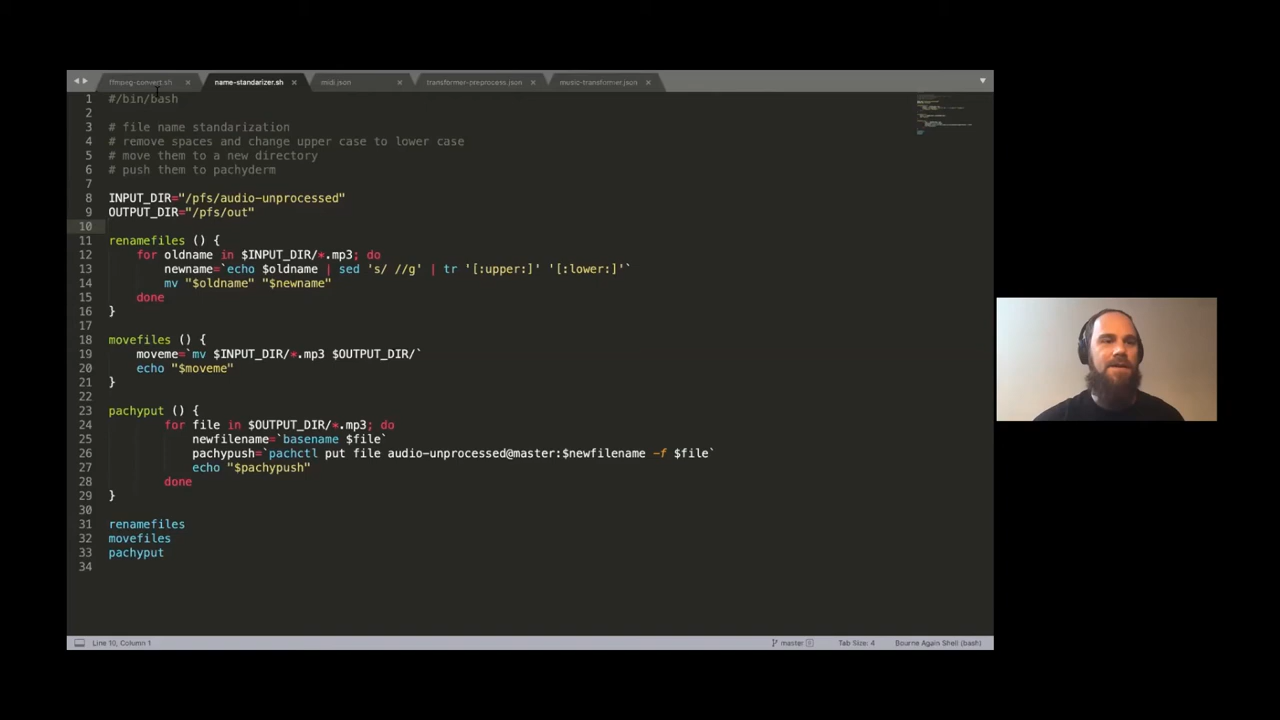 ffmpeg-convert.sh × name-standarizer.sh × midi.json × transformer-preprocess.json × music-transformer.json ×
1 #/bin/bash
2
3 # file name standarization
4 # remove spaces and change upper case to lower case
5 # move them to a new directory
6 # push them to pachyderm
7
8 INPUT_DIR="/pfs/audio-unprocessed"
9 OUTPUT_DIR="/pfs/out"
10
11 renamefiles () {
12 for oldname in $INPUT_DIR/*.mp3; do
13 newname=`echo $oldname | sed 's/ //g' | tr '[:upper:]' '[:lower:]'`
14 mv "$oldname" "$newname"
15 done
16 }
17
18 movefiles () {
19 moveme=`mv $INPUT_DIR/*.mp3 $OUTPUT_DIR/`
20 echo "$moveme"
21 }
22
23 pachyput () {
24 for file in $OUTPUT_DIR/*.mp3; do
25 newfilename=`basename $file`
26 pachypush=`pachctl put file audio-unprocessed@master:$newfilename -f $file`
27 echo "$pachypush"
28 done
29 }
30
31 renamefiles
32 movefiles
33 pachyput
34
Line 10, Column 1 master Tab Size: 4 Bourne Again Shell (bash)